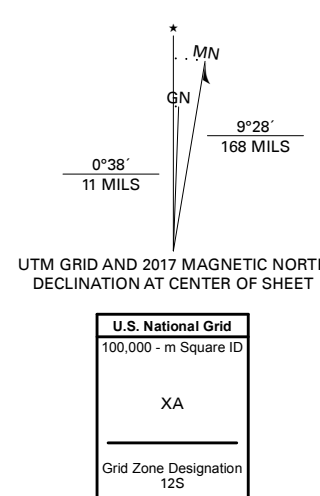 ★
MN
GN
9°28´
168 MILS
0°38´
11 MILS
UTM GRID AND 2017 MAGNETIC NORTH
DECLINATION AT CENTER OF SHEET
U.S. National Grid
100,000 - m Square ID
XA
Grid Zone Designation
12S